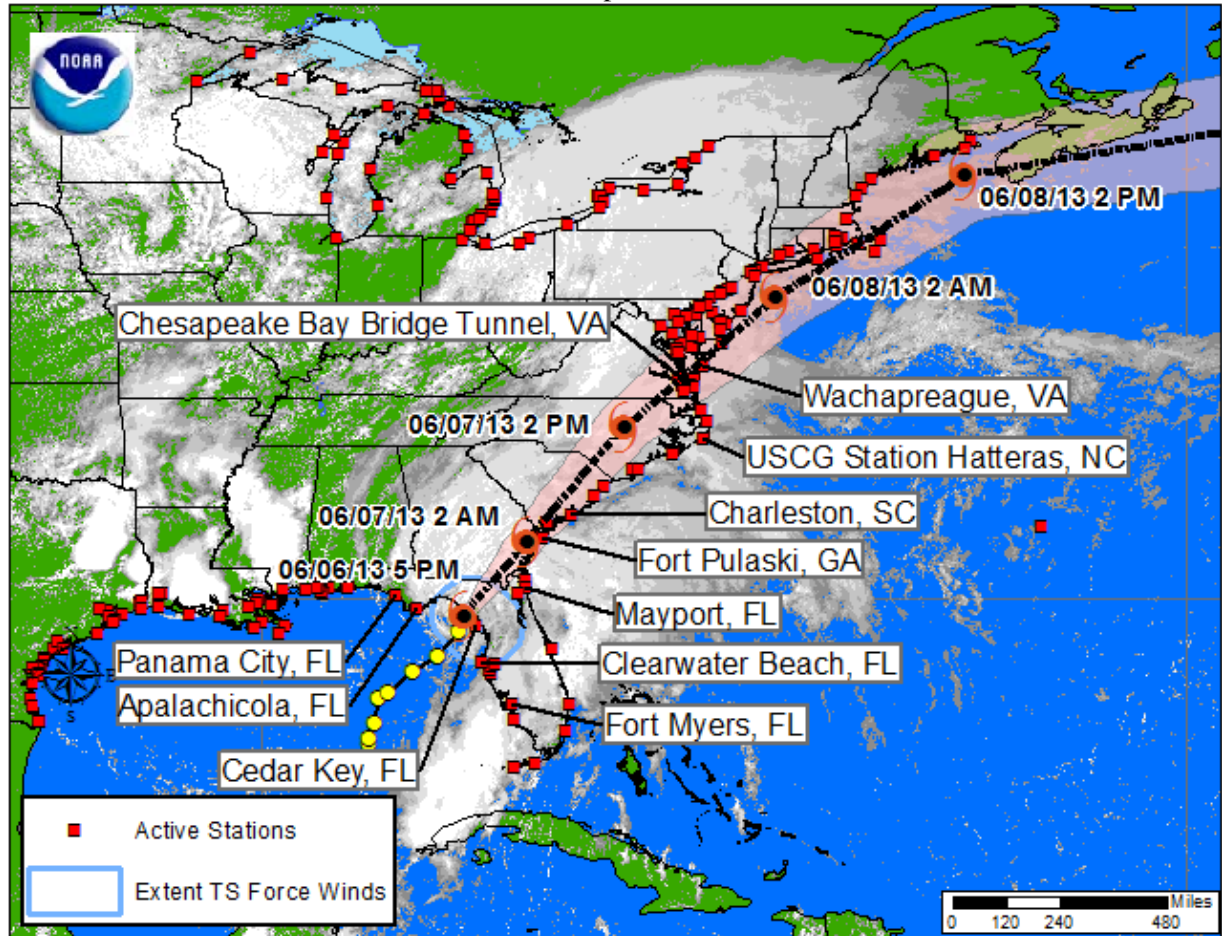 NOAA
06/08/13 2 PM
06/08/13 2 AM
Chesapeake Bay Bridge Tunnel, VA
Wachapreague, VA
06/07/13 2 PM
USCG Station Hatteras, NC
06/07/13 2 AM
Charleston, SC
Fort Pulaski, GA
06/06/13 5 PM
Mayport, FL
Panama City, FL
Clearwater Beach, FL
E
Apalachicola, FL
S
Fort Myers, FL
Cedar Key, FL
Active Stations
Extent TS Force Winds
Miles
0 120 240 480